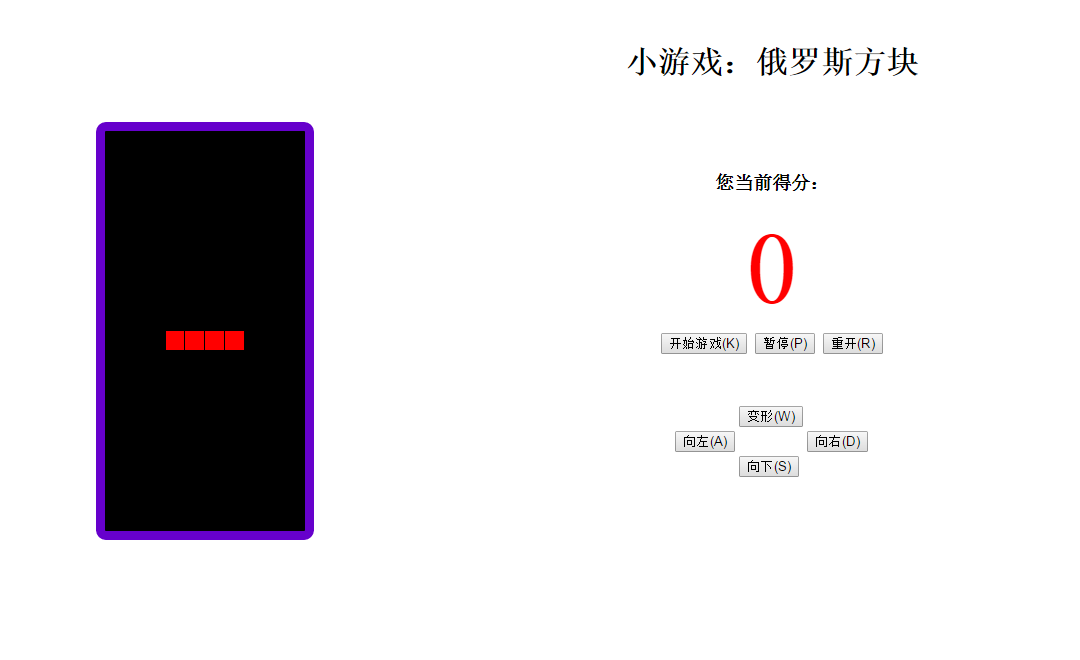 小游戏：俄罗斯方块
您当前得分：
0
开始游戏(K) 暂停(P) 重开(R)
变形(W)
向左(A) 向右(D)
向下(S)